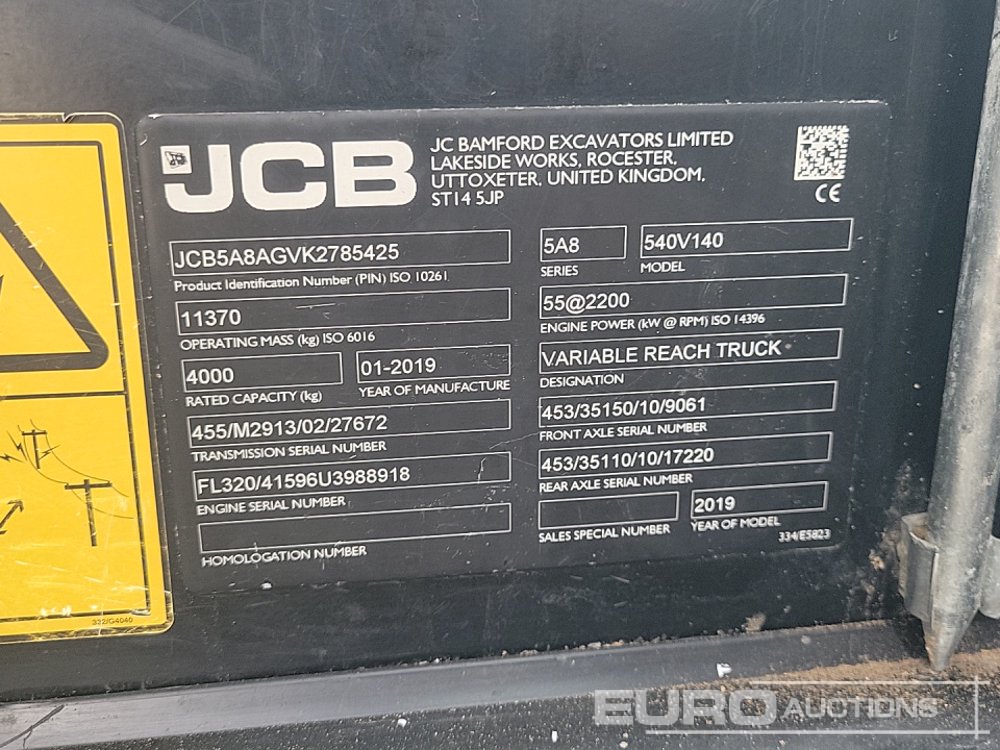 JCB
JC BAMFORD EXCAVATORS LIMITED
LAKESIDE WORKS, ROCESTER,
UTTOXETER. UNITED KINGDOM,
ST14 5JP
CE
JCB5A8AGVK2785425
Product Identification Number (PIN) ISO 10261
5A8
SERIES
540V140
MODEL
11370
OPERATING MASS (kg) ISO 6016
55@2200
ENGINE POWER (kW @ RPM) ISO 14396
4000
RATED CAPACITY (kg)
01-2019
YEAR OF MANUFACTURE
VARIABLE REACH TRUCK
DESIGNATION
455/M2913/02/27672
TRANSMISSION SERIAL NUMBER
453/35150/10/9061
FRONT AXLE SERIAL NUMBER
FL320/41596U3988918
ENGINE SERIAL NUMBER
453/35110/10/17220
REAR AXLE SERIAL NUMBER
HOMOLOGATION NUMBER
SALES SPECIAL NUMBER
2019
YEAR OF MODEL
334/E5823
332/G4040
EURO AUCTIONS